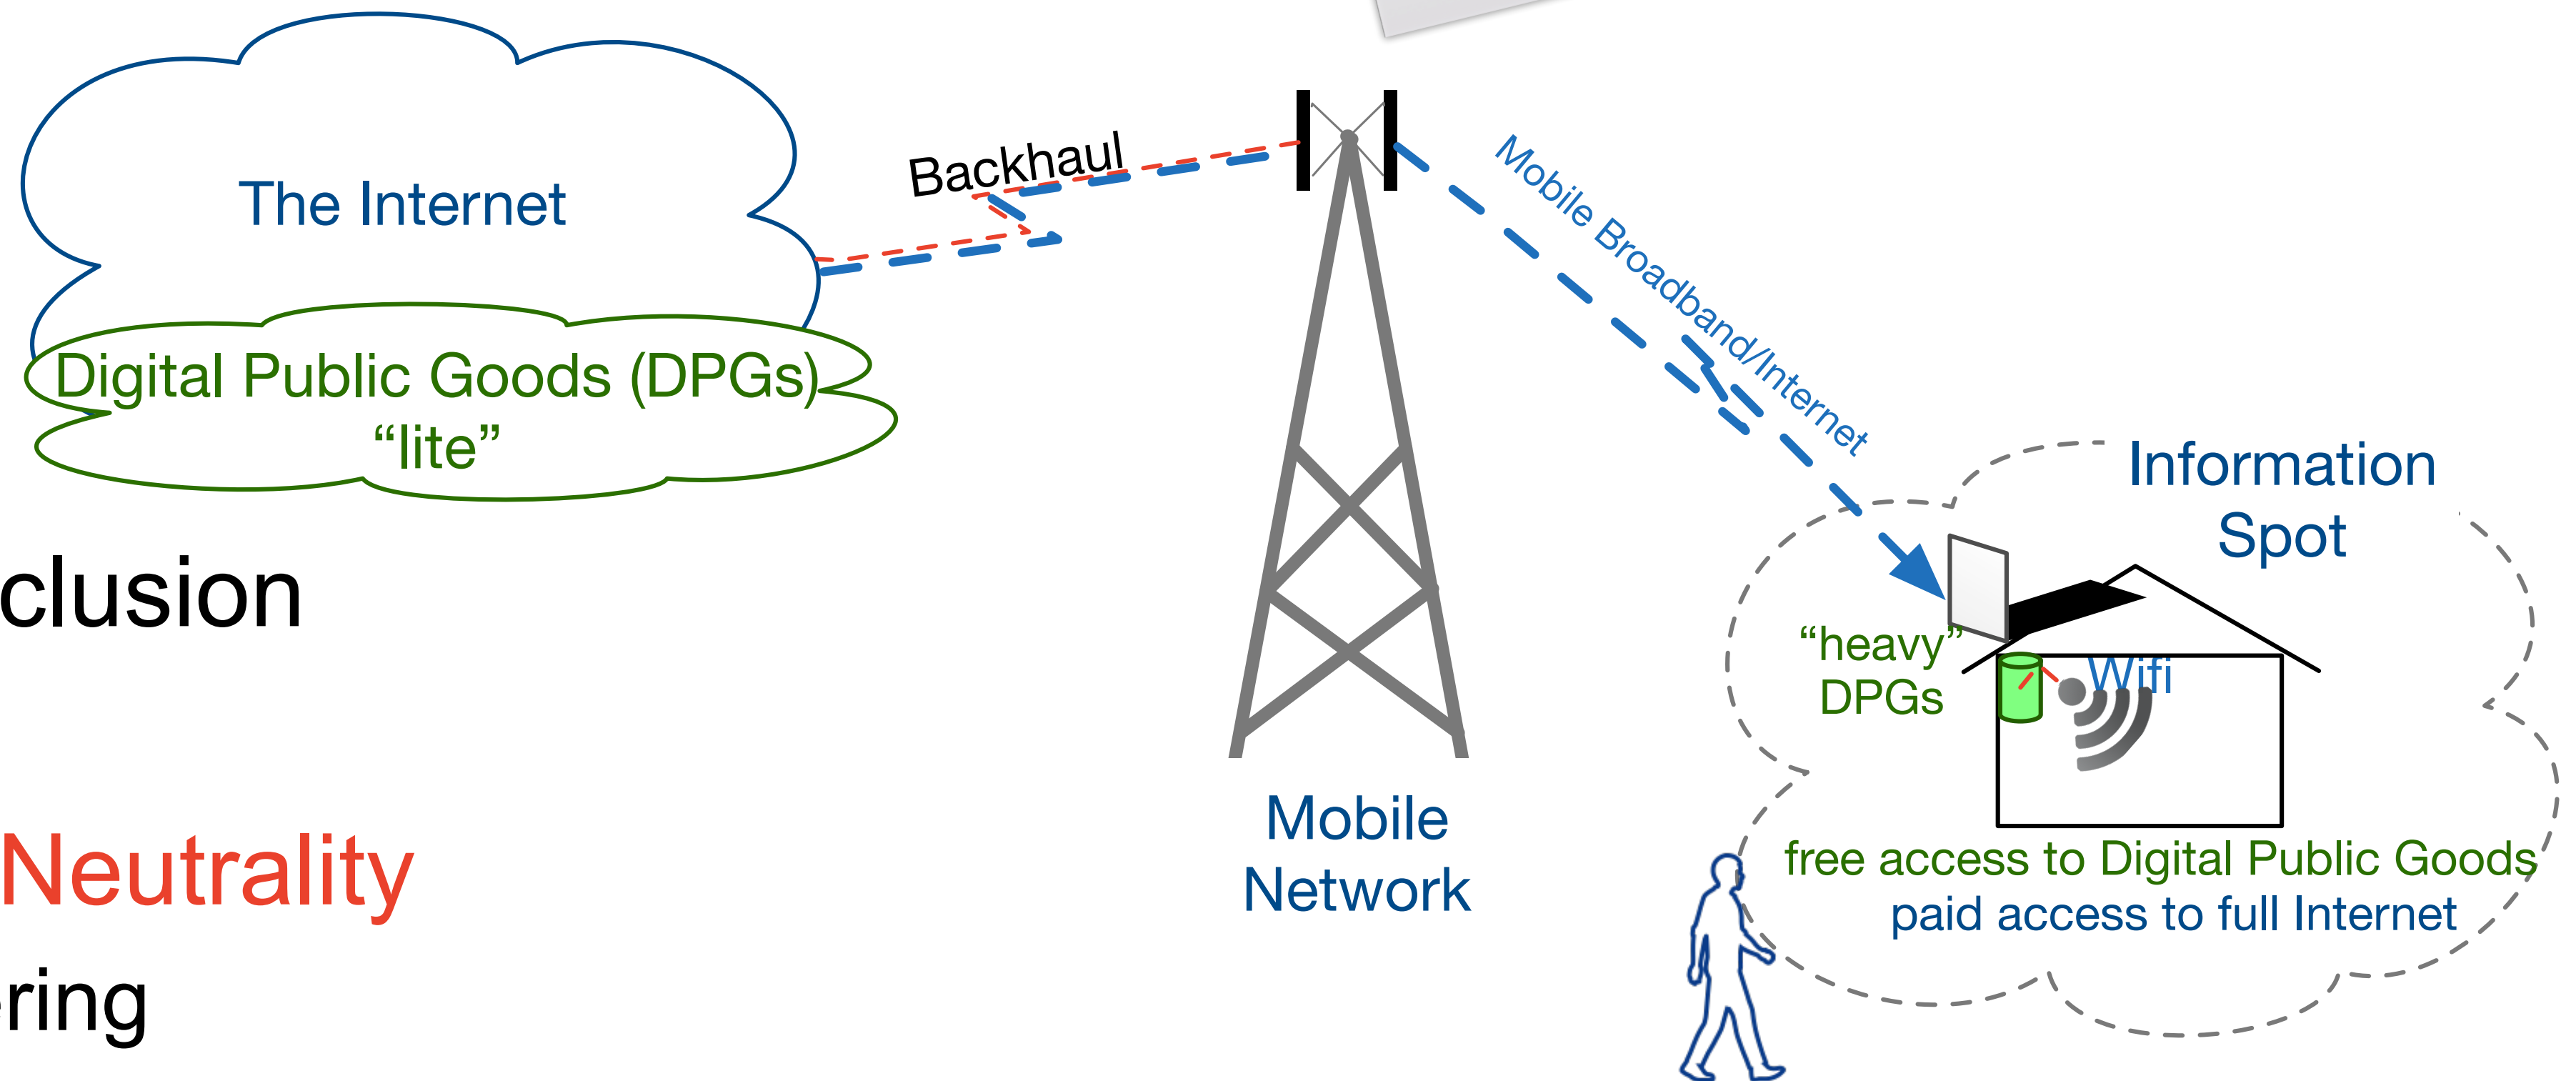 The Internet
Digital Public Goods (DPGs)
“lite”
Backhaul
Mobile Broadband/Internet
Mobile
Network
Information
Spot
“heavy”
DPGs
Wifi
free access to Digital Public Goods
paid access to full Internet
clusion
Neutrality
ering